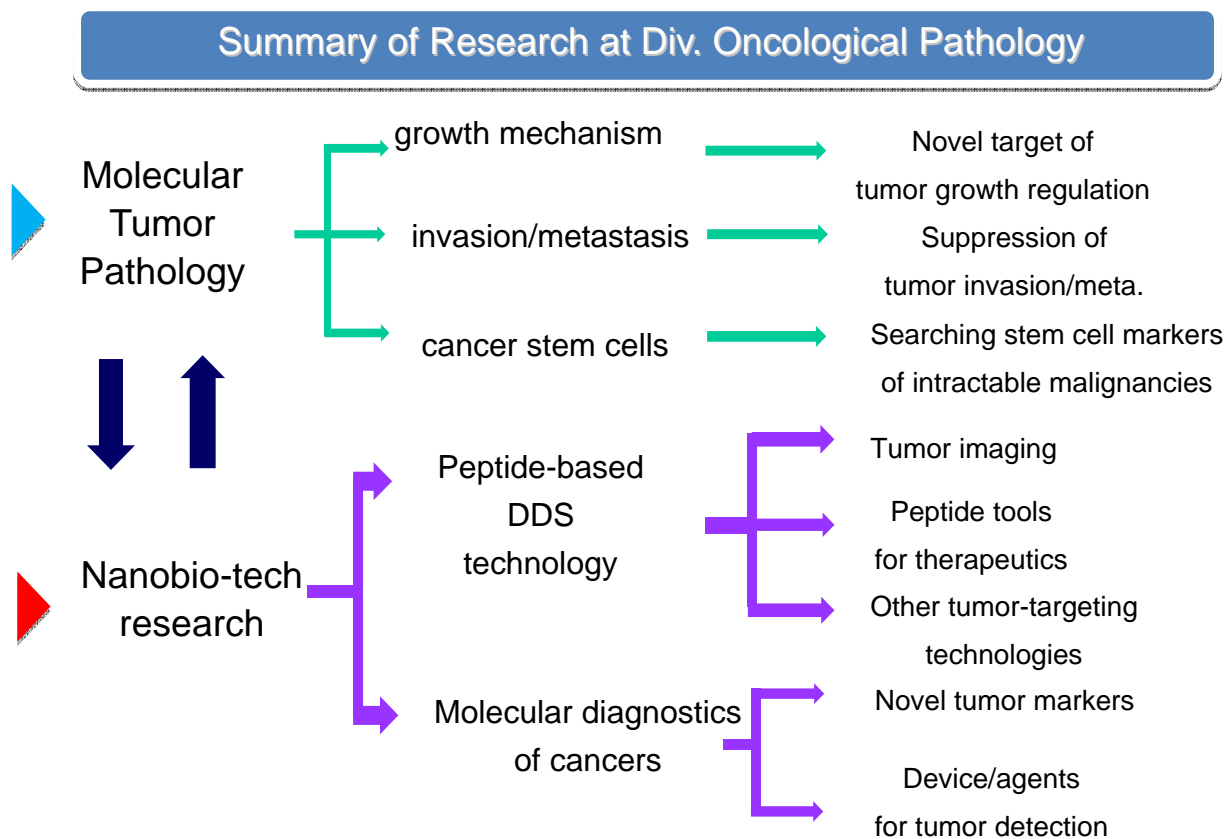 Summary of Research at Div. Oncological Pathology
Molecular
Tumor
Pathology
growth mechanism
Novel target of
tumor growth regulation
invasion/metastasis
Suppression of
tumor invasion/meta.
cancer stem cells
Searching stem cell markers
of intractable malignancies
Nanobio-tech
research
Peptide-based
DDS
technology
Tumor imaging
Peptide tools
for therapeutics
Other tumor-targeting
technologies
Molecular diagnostics
of cancers
Novel tumor markers
Device/agents
for tumor detection